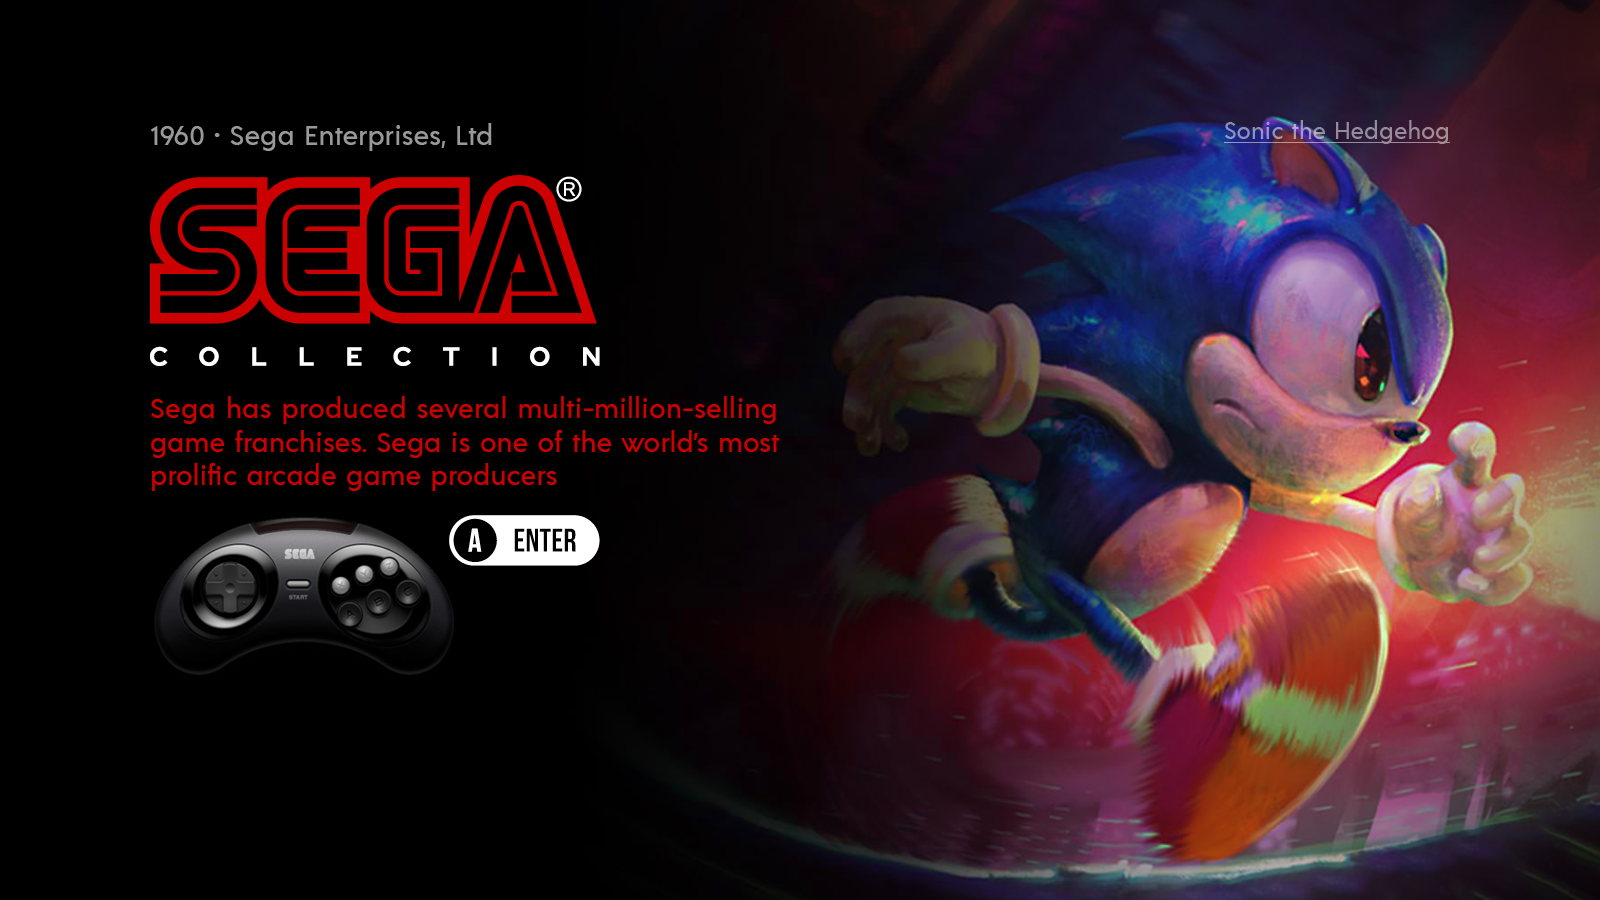 1960 · Sega Enterprises, Ltd
Sonic the Hedgehog
SEGA®
COLLECTION
Sega has produced several multi-million-selling
game franchises. Sega is one of the world's most
prolific arcade game producers
A ENTER
SEGA
START